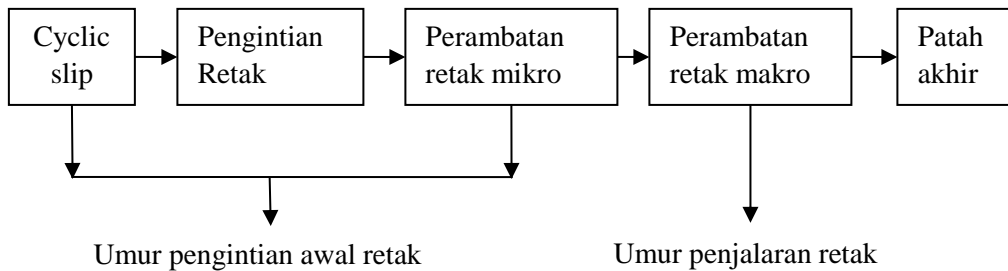 Cyclic
slip
Pengintian
Retak
Perambatan
retak mikro
Perambatan
retak makro
Patah
akhir
Umur pengintian awal retak
Umur penjalaran retak